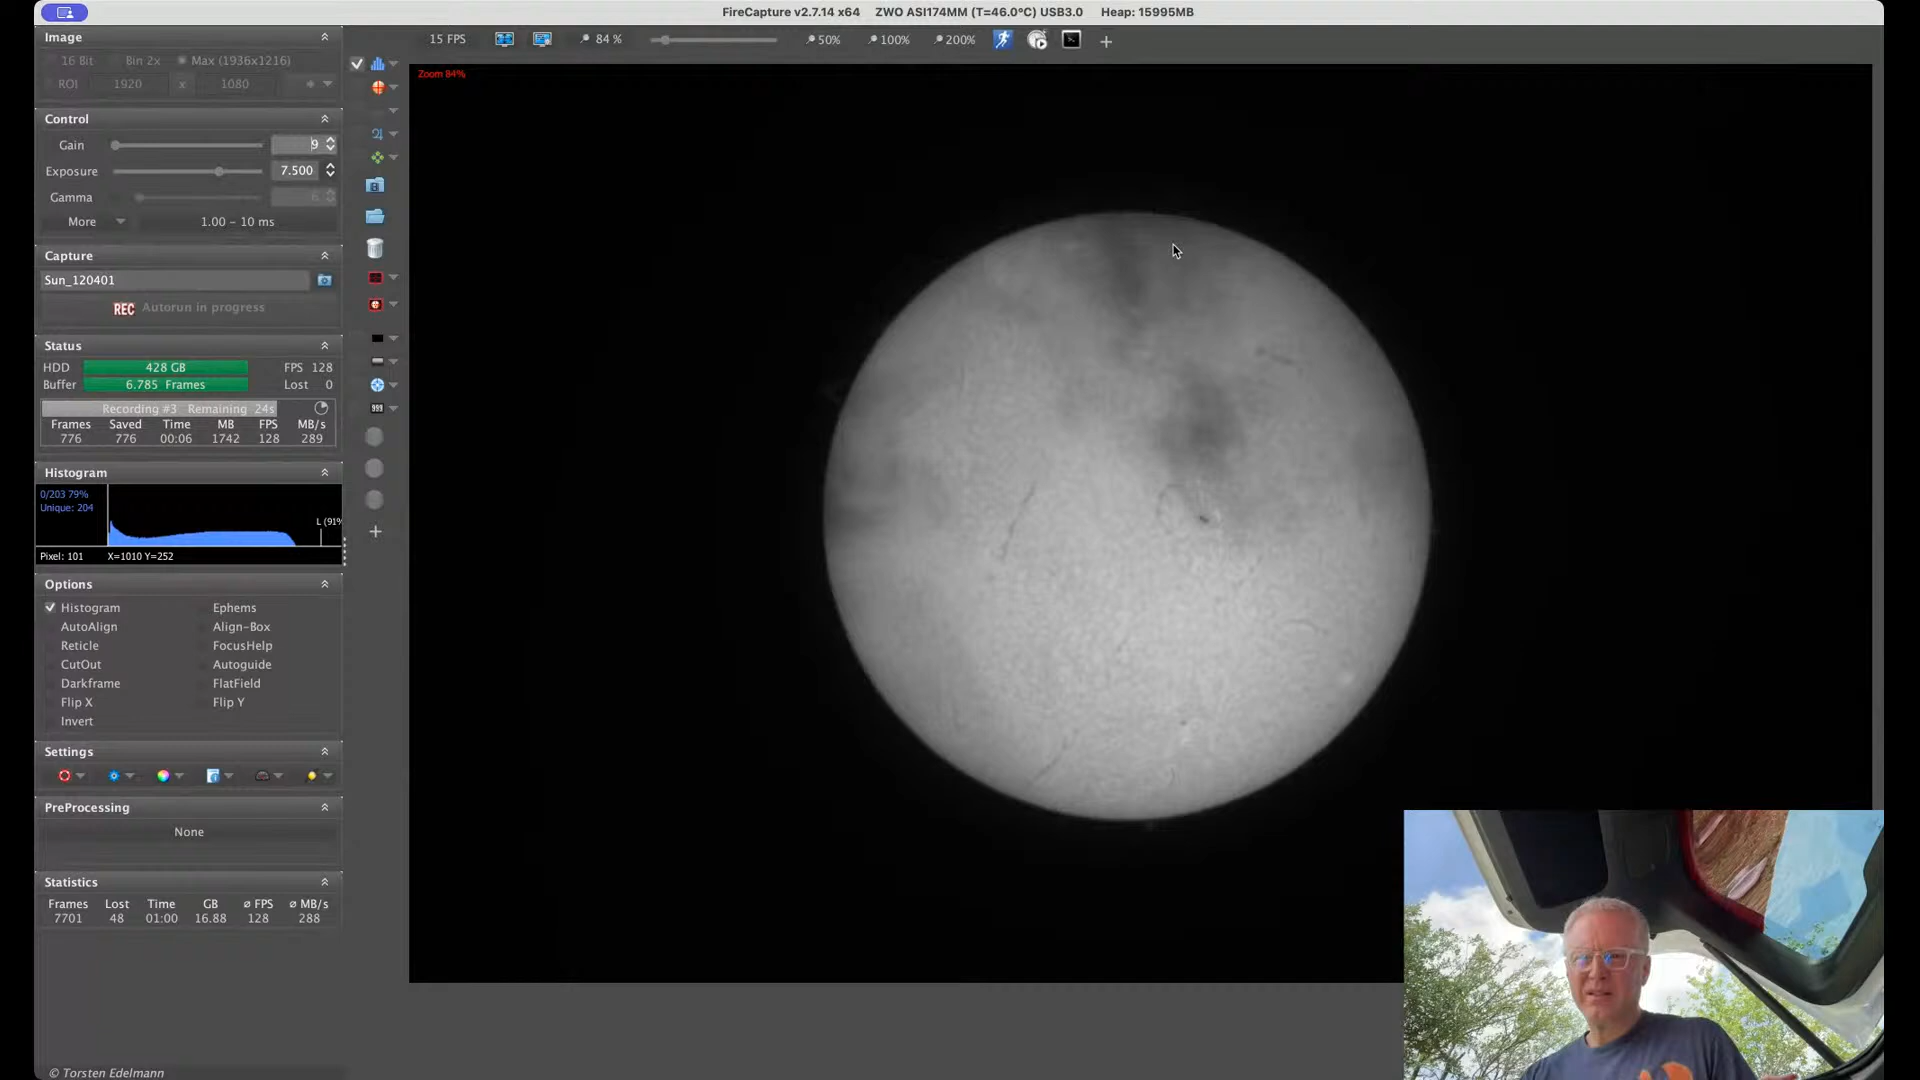 FireCapture v2.7.14 x64 ZWO ASI174MM (T=46.0°C) USB3.0 Heap: 15995MB
Image
15 FPS 84 % 50% 100% 200%
16 Bit Bin 2x Max (1936x1216)
ROI 1920 x 1080
Zoom 84%
Control
Gain 9
Exposure 7.500
Gamma 6
More 1.00 - 10 ms
Capture
Sun_120401
REC Autorun in progress
Status
HDD 428 GB FPS 128
Buffer 6.785 Frames Lost 0
Recording #3 Remaining 24s
Frames Saved Time MB FPS MB/s
776 776 00:06 1742 128 312
Histogram
0/203 79%
Unique: 204
L (91%
Pixel: 101 X=1010 Y=252
Options
Histogram Ephems
AutoAlign Align-Box
Reticle FocusHelp
CutOut Autoguide
Darkframe FlatField
Flip X Flip Y
Invert
Settings
PreProcessing
None
Statistics
Frames Lost Time GB ø FPS ø MB/s
7701 48 01:00 16.88 128 288
© Torsten Edelmann